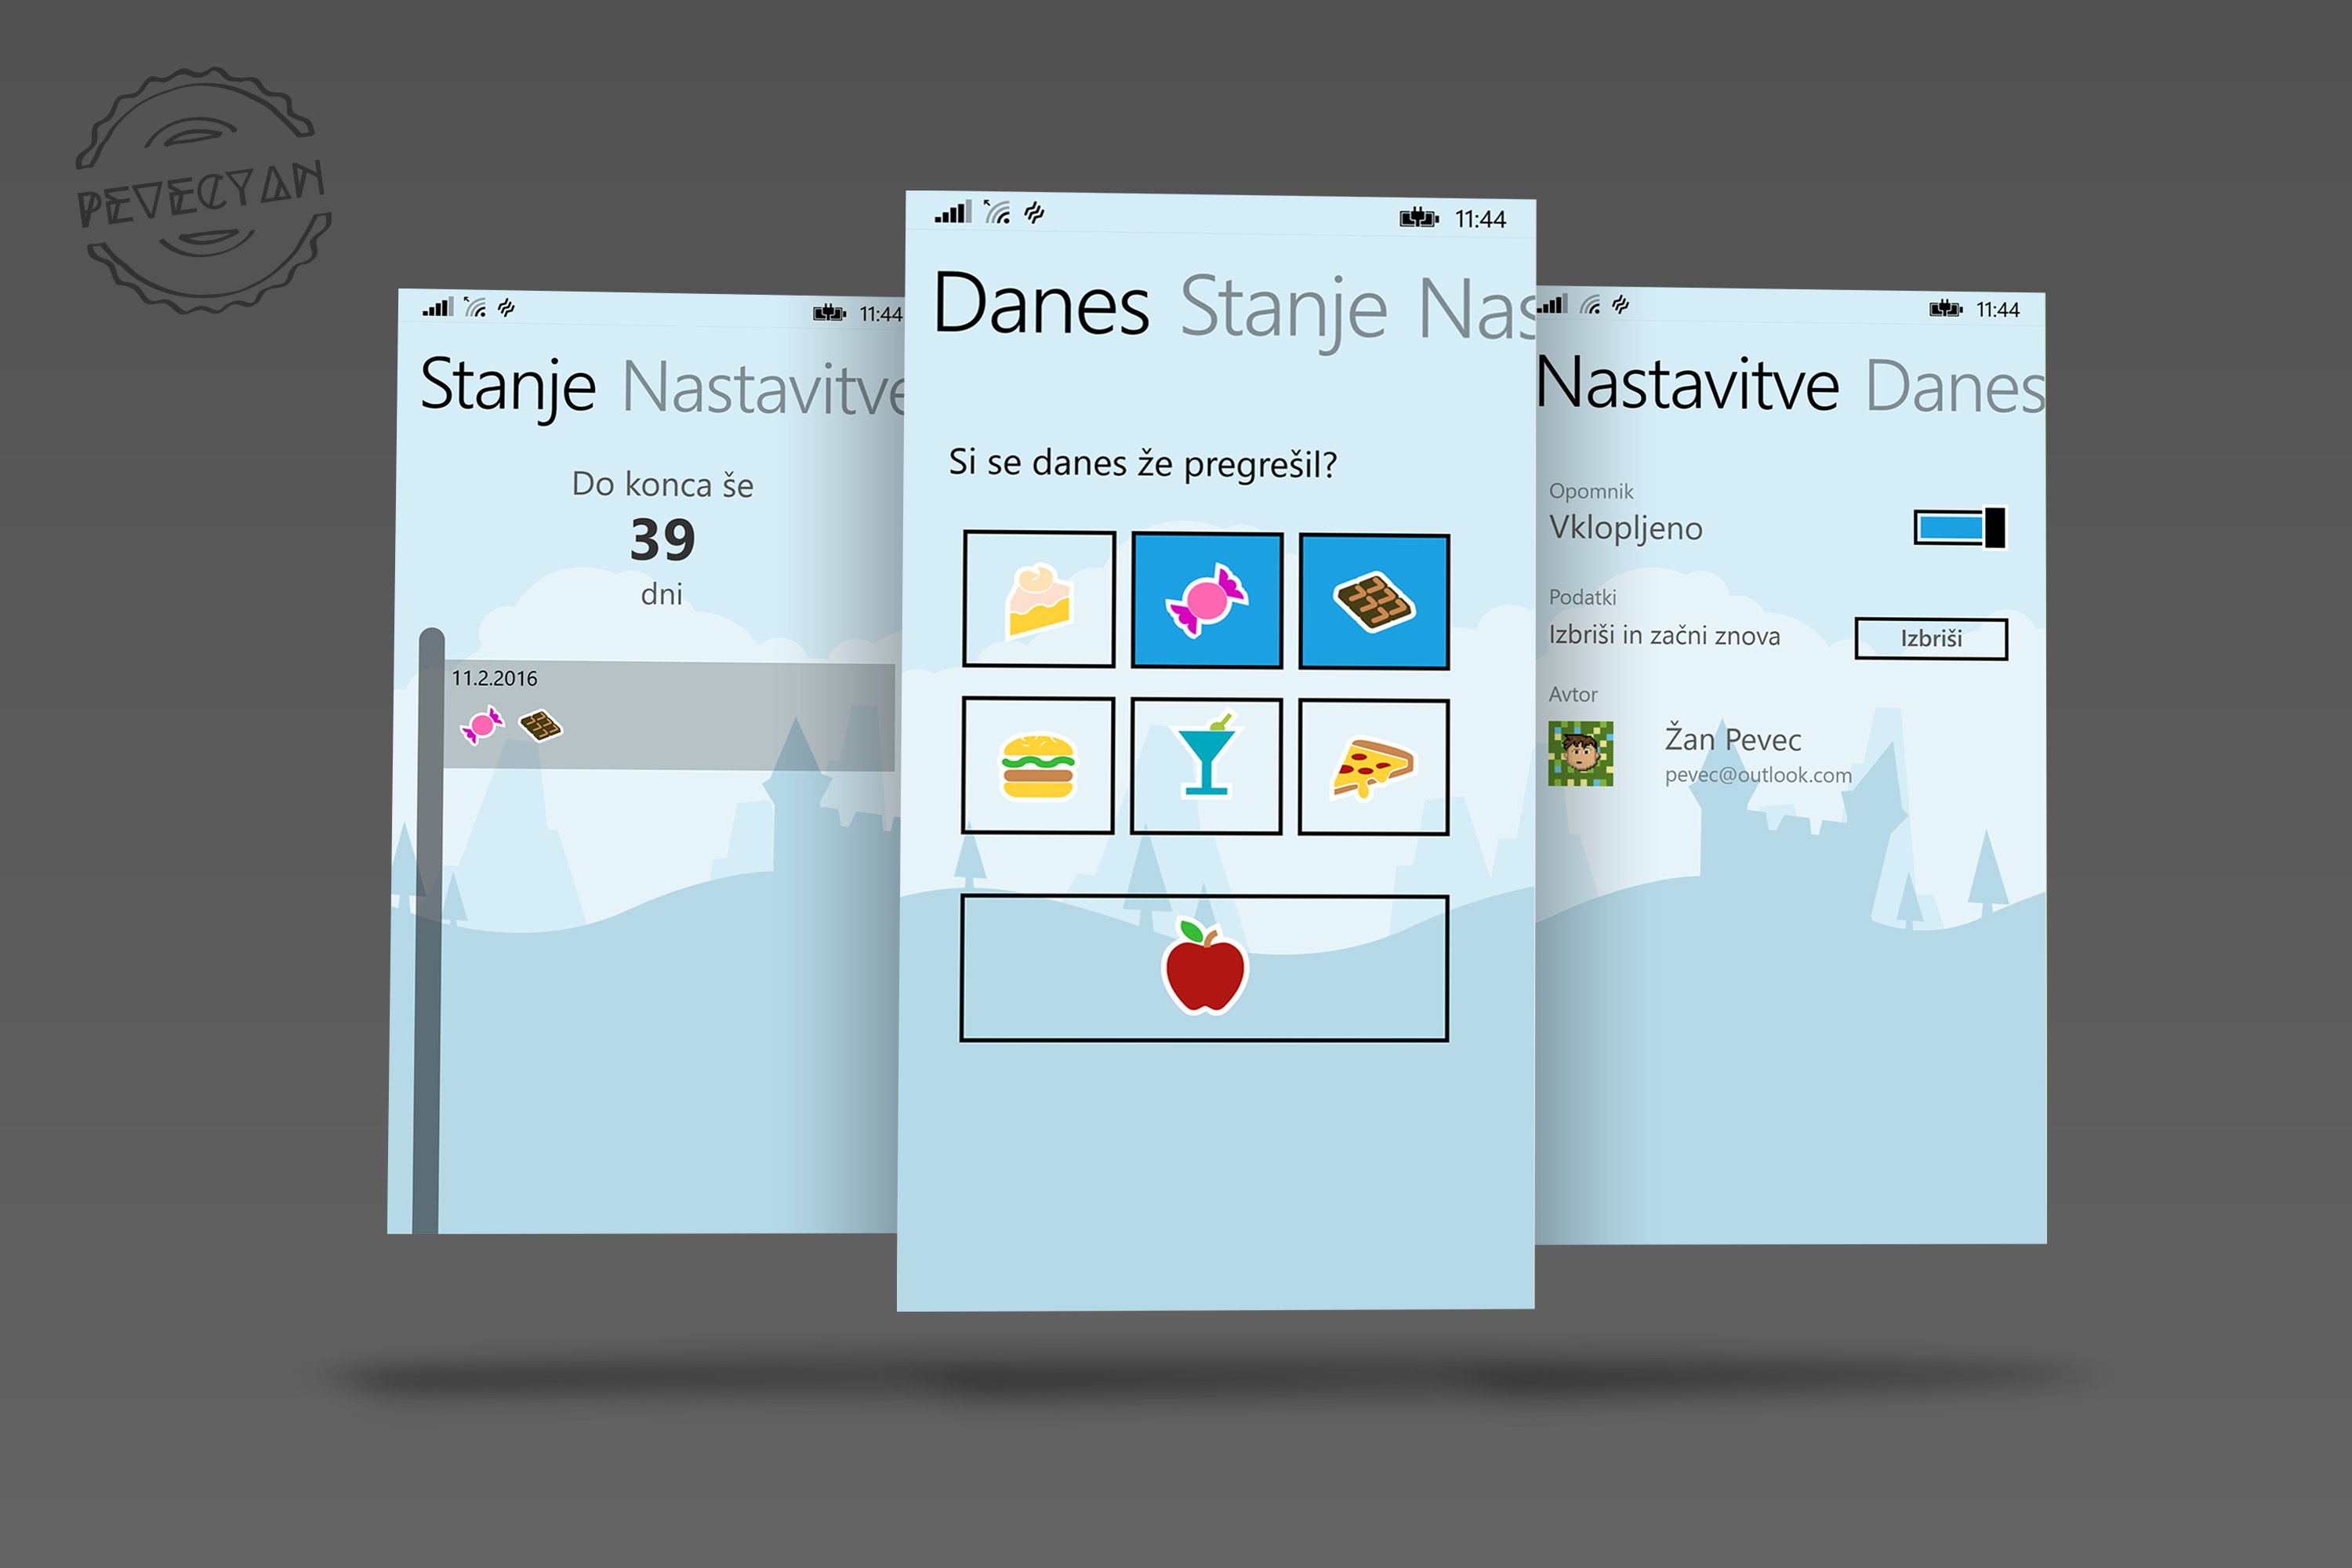 PEVECYAN
11:44
Stanje Nastavitve
Do konca še
39
dni
11.2.2016
11:44
Danes Stanje Nas
Si se danes že pregrešil?
11:44
Nastavitve Danes
Opomnik
Vklopljeno
Podatki
Izbriši in začni znova
Izbriši
Avtor
Žan Pevec
pevec@outlook.com